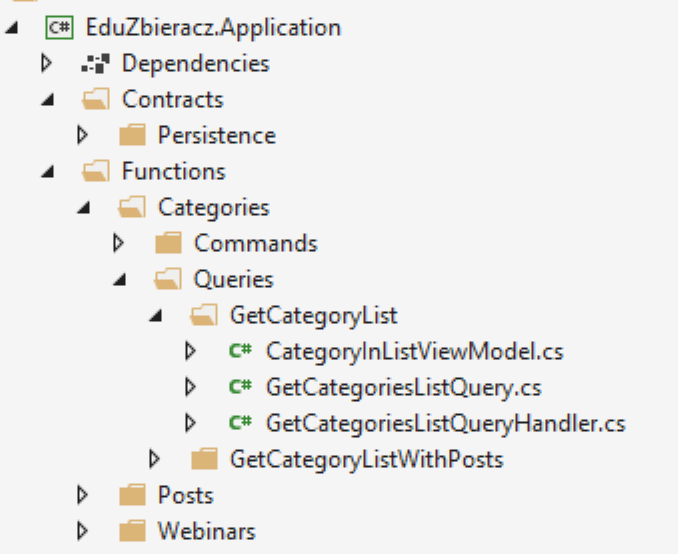 C# EduZbieracz.Application
Dependencies
Contracts
Persistence
Functions
Categories
Commands
Queries
GetCategoryList
C# CategoryInListViewModel.cs
C# GetCategoriesListQuery.cs
C# GetCategoriesListQueryHandler.cs
GetCategoryListWithPosts
Posts
Webinars